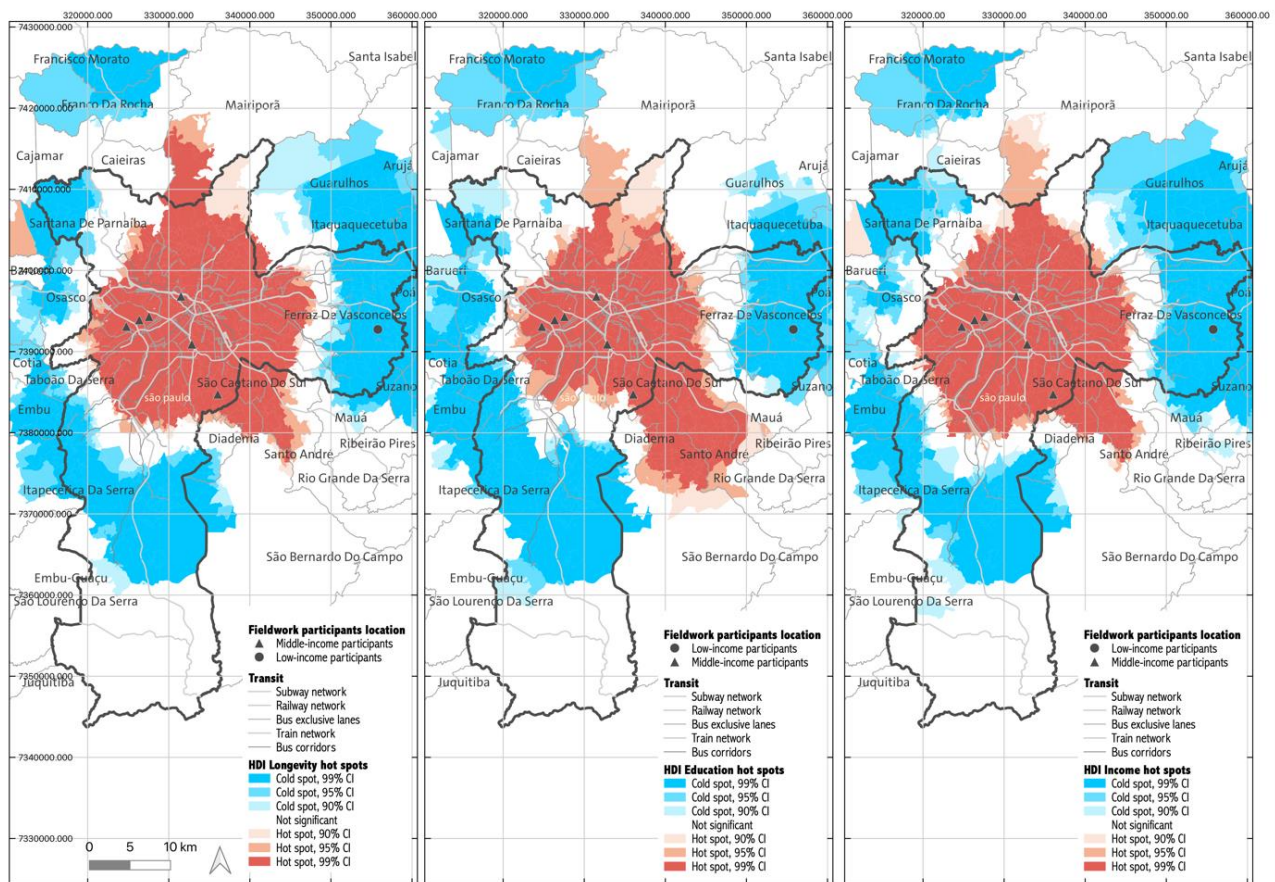 320000.000 330000.000 340000.000 350000.000 360000.00
320000.000 330000.000 340000.000 350000.000 360000.00
320000.000 330000.000 340000.000 350000.000 360000.00
7430000.000
7420000.000
7410000.000
7400000.000
7390000.000
7380000.000
7370000.000
7360000.000
7350000.000
7340000.000
7330000.000
Francisco Morato
Santa Isabel
Franco Da Rocha
Mairiporã
Cajamar
Caieiras
Arujá
Guarulhos
Santana De Parnaíba
Itaquaquecetuba
Osasco
Poá
Ferraz De Vasconcelos
Cotia
Taboão Da Serra
São Caetano Do Sul
Suzano
Embu
são paulo
Mauá
Diadema
Ribeirão Pires
Santo André
Rio Grande Da Serra
Itapecerica Da Serra
São Bernardo Do Campo
Embu-Guaçu
São Lourenço Da Serra
Juquitiba
Fieldwork participants location
Middle-income participants
Low-income participants
Transit
Subway network
Railway network
Bus exclusive lanes
Train network
Bus corridors
HDI Longevity hot spots
Cold spot, 99% CI
Cold spot, 95% CI
Cold spot, 90% CI
Not significant
Hot spot, 90% CI
Hot spot, 95% CI
Hot spot, 99% CI
0 5 10 km
Francisco Morato
Santa Isabel
Franco Da Rocha
Mairiporã
Cajamar
Caieiras
Arujá
Guarulhos
Santana De Parnaíba
Itaquaquecetuba
Barueri
Osasco
Poá
Ferraz De Vasconcelos
Cotia
Taboão Da Serra
São Caetano Do Sul
Suzano
Embu
são paulo
Mauá
Diadema
Ribeirão Pires
Santo André
Rio Grande Da Serra
Itapecerica Da Serra
São Bernardo Do Campo
Embu-Guaçu
São Lourenço Da Serra
Juquitiba
Fieldwork participants location
Low-income participants
Middle-income participants
Transit
Subway network
Railway network
Bus exclusive lanes
Train network
Bus corridors
HDI Education hot spots
Cold spot, 99% CI
Cold spot, 95% CI
Cold spot, 90% CI
Not significant
Hot spot, 90% CI
Hot spot, 95% CI
Hot spot, 99% CI
Francisco Morato
Santa Isabel
Franco Da Rocha
Mairiporã
Cajamar
Caieiras
Arujá
Guarulhos
Santana De Parnaíba
Itaquaquecetuba
Barueri
Osasco
Poá
Ferraz De Vasconcelos
Cotia
Taboão Da Serra
São Caetano Do Sul
Suzano
Embu
são paulo
Mauá
Diadema
Ribeirão Pires
Santo André
Rio Grande Da Serra
Itapecerica Da Serra
São Bernardo Do Campo
Embu-Guaçu
São Lourenço Da Serra
Juquitiba
Fieldwork participants location
Low-income participants
Middle-income participants
Transit
Subway network
Railway network
Bus exclusive lanes
Train network
Bus corridors
HDI Income hot spots
Cold spot, 99% CI
Cold spot, 95% CI
Cold spot, 90% CI
Not significant
Hot spot, 90% CI
Hot spot, 95% CI
Hot spot, 99% CI